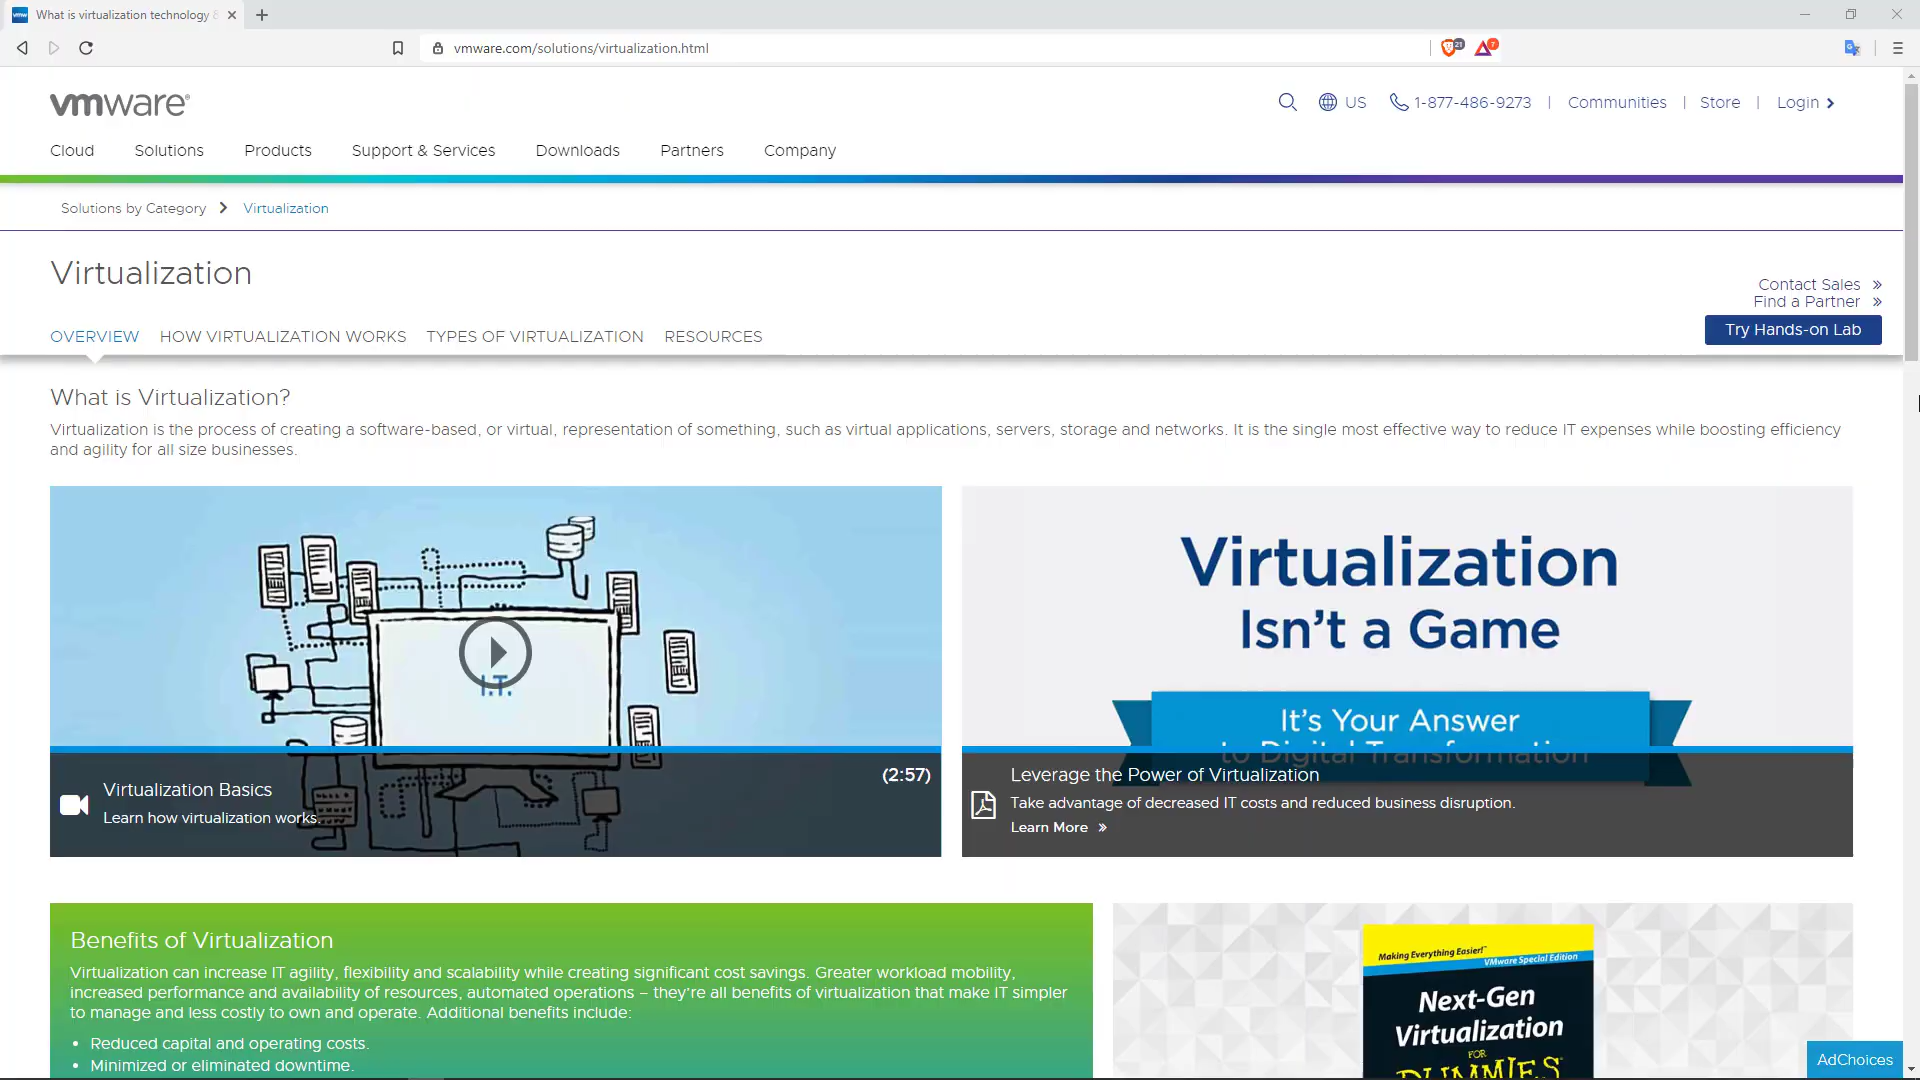 What is virtualization technology
vmware.com/solutions/virtualization.html
21
7
vmware®
US
1-877-486-9273 | Communities | Store | Login
Cloud Solutions Products Support & Services Downloads Partners Company
Solutions by Category Virtualization
Virtualization
Contact Sales »
Find a Partner »
Try Hands-on Lab
OVERVIEW HOW VIRTUALIZATION WORKS TYPES OF VIRTUALIZATION RESOURCES
What is Virtualization?
Virtualization is the process of creating a software-based, or virtual, representation of something, such as virtual applications, servers, storage and networks. It is the single most effective way to reduce IT expenses while boosting efficiency
and agility for all size businesses.
I.T.
Virtualization Basics
(2:57)
Learn how virtualization works.
Virtualization
Isn't a Game
It's Your Answer
to Digital Transformation
Leverage the Power of Virtualization
Take advantage of decreased IT costs and reduced business disruption.
Learn More »
Benefits of Virtualization
Virtualization can increase IT agility, flexibility and scalability while creating significant cost savings. Greater workload mobility,
increased performance and availability of resources, automated operations – they're all benefits of virtualization that make IT simpler
to manage and less costly to own and operate. Additional benefits include:
• Reduced capital and operating costs.
• Minimized or eliminated downtime.
Making Everything Easier!™
VMware Special Edition
Next-Gen
Virtualization
FOR
DUMMIES
AdChoices